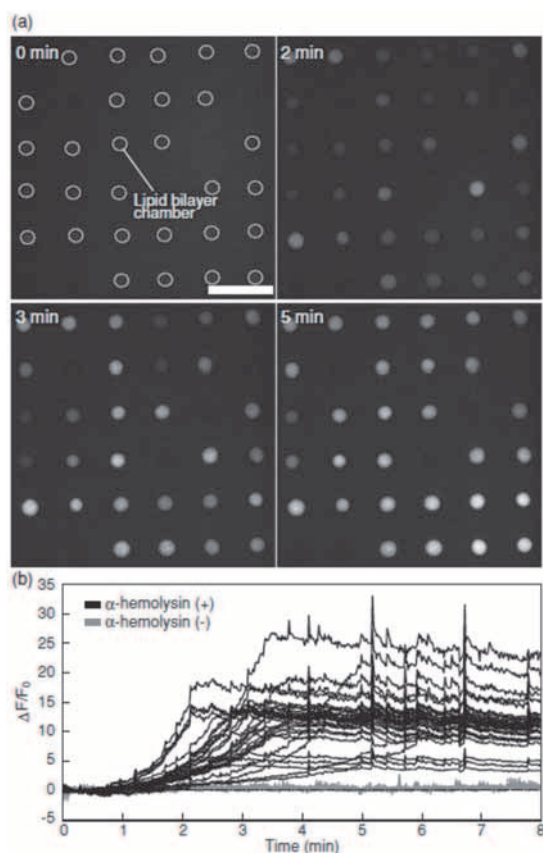 (a)
0 min
2 min
Lipid bilayer
chamber
3 min
5 min
(b)
35
30
25
20
15
10
5
0
-5
ΔF/F0
α-hemolysin (+)
α-hemolysin (-)
0 1 2 3 4 5 6 7 8
Time (min)